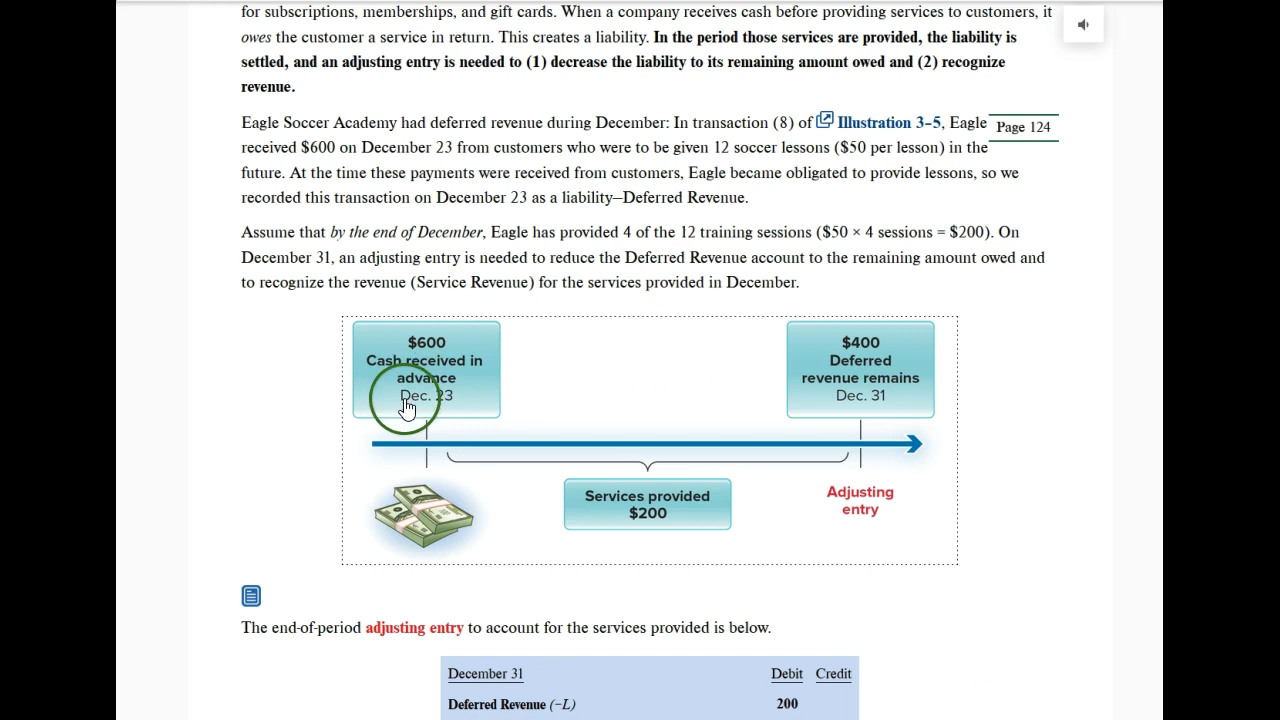 for subscriptions, memberships, and gift cards. When a company receives cash before providing services to customers, it
owes the customer a service in return. This creates a liability. In the period those services are provided, the liability is
settled, and an adjusting entry is needed to (1) decrease the liability to its remaining amount owed and (2) recognize
revenue.
Eagle Soccer Academy had deferred revenue during December: In transaction (8) of Illustration 3–5, Eagle
Page 124
received $600 on December 23 from customers who were to be given 12 soccer lessons ($50 per lesson) in the
future. At the time these payments were received from customers, Eagle became obligated to provide lessons, so we
recorded this transaction on December 23 as a liability—Deferred Revenue.
Assume that by the end of December, Eagle has provided 4 of the 12 training sessions ($50 × 4 sessions = $200). On
December 31, an adjusting entry is needed to reduce the Deferred Revenue account to the remaining amount owed and
to recognize the revenue (Service Revenue) for the services provided in December.
$600
Cash received in
advance
Dec. 23
$400
Deferred
revenue remains
Dec. 31
Services provided
$200
Adjusting
entry
The end-of-period adjusting entry to account for the services provided is below.
December 31 Debit Credit
Deferred Revenue (−L) 200